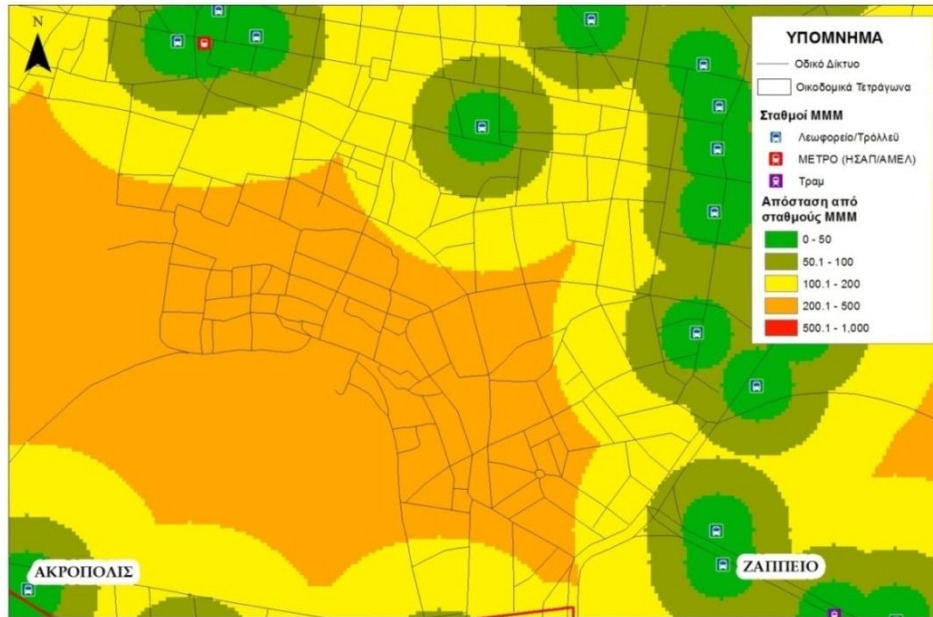 N
ΥΠΟΜΝΗΜΑ
Οδικό Δίκτυο
Οικοδομικά Τετράγωνα
Σταθμοί ΜΜΜ
Λεωφορείο/Τρόλλεϋ
ΜΕΤΡΟ (ΗΣΑΠ/ΑΜΕΛ)
Τραμ
Απόσταση από
σταθμούς ΜΜΜ
0 - 50
50.1 - 100
100.1 - 200
200.1 - 500
500.1 - 1,000
ΑΚΡΟΠΟΛΙΣ
ΖΑΠΠΕΙΟ